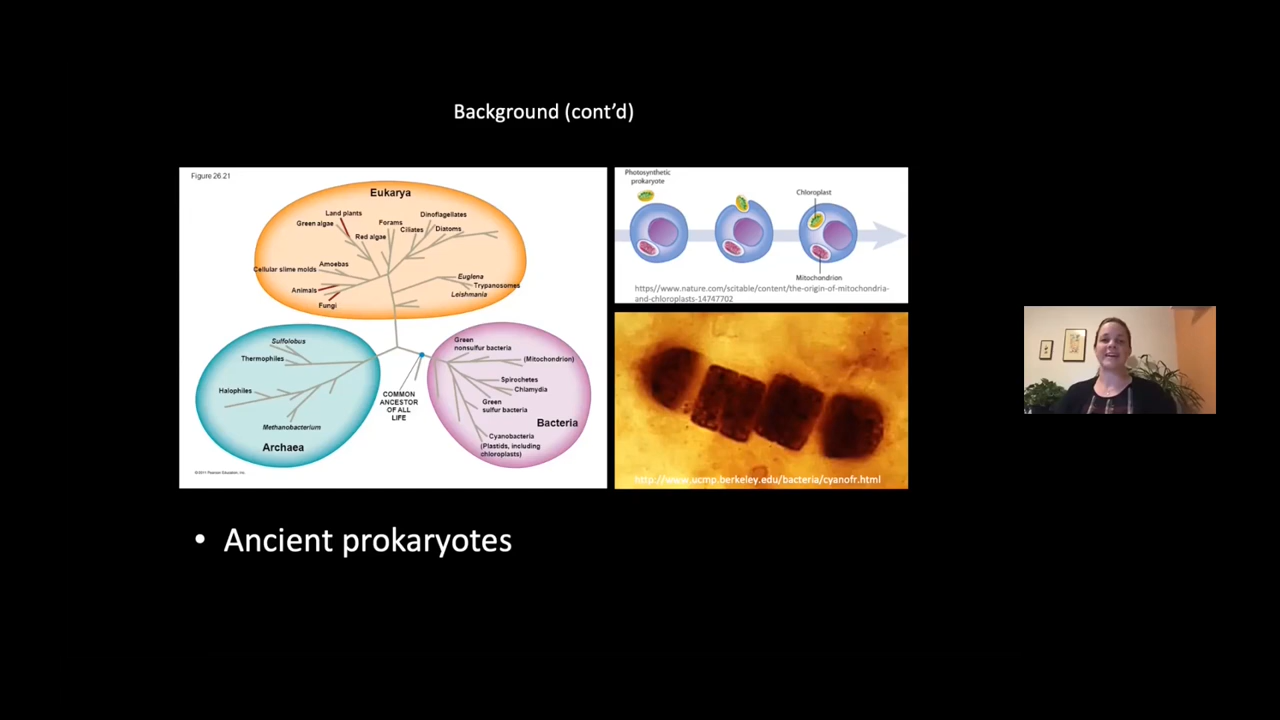 Background (cont’d)
Figure 26.21
Eukarya
Land plants
Green algae
Forams
Dinoflagellates
Red algae
Ciliates
Diatoms
Amoebas
Cellular slime molds
Animals
Fungi
Euglena
Trypanosomes
Leishmania
Sulfolobus
Thermophiles
Halophiles
Methanobacterium
Archaea
COMMON
ANCESTOR
OF ALL
LIFE
Green
nonsulfur bacteria
(Mitochondrion)
Spirochetes
Chlamydia
Green
sulfur bacteria
Bacteria
Cyanobacteria
(Plastids, including
chloroplasts)
©2011 Pearson Education, Inc.
Photosynthetic
prokaryote
Chloroplast
Mitochondrion
https//www.nature.com/scitable/content/the-origin-of-mitochondria-
and-chloroplasts-14747702
http://www.ucmp.berkeley.edu/bacteria/cyanofr.html
• Ancient prokaryotes